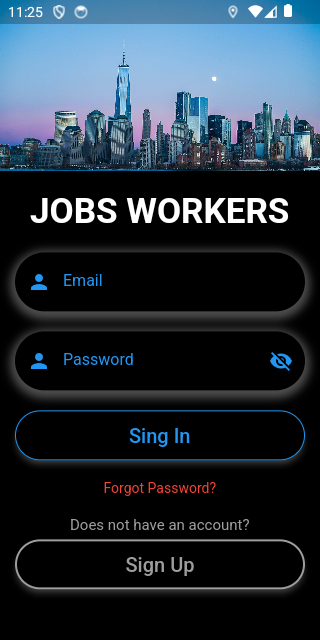 11:25
JOBS WORKERS
Email
Password
Sing In
Forgot Password?
Does not have an account?
Sign Up